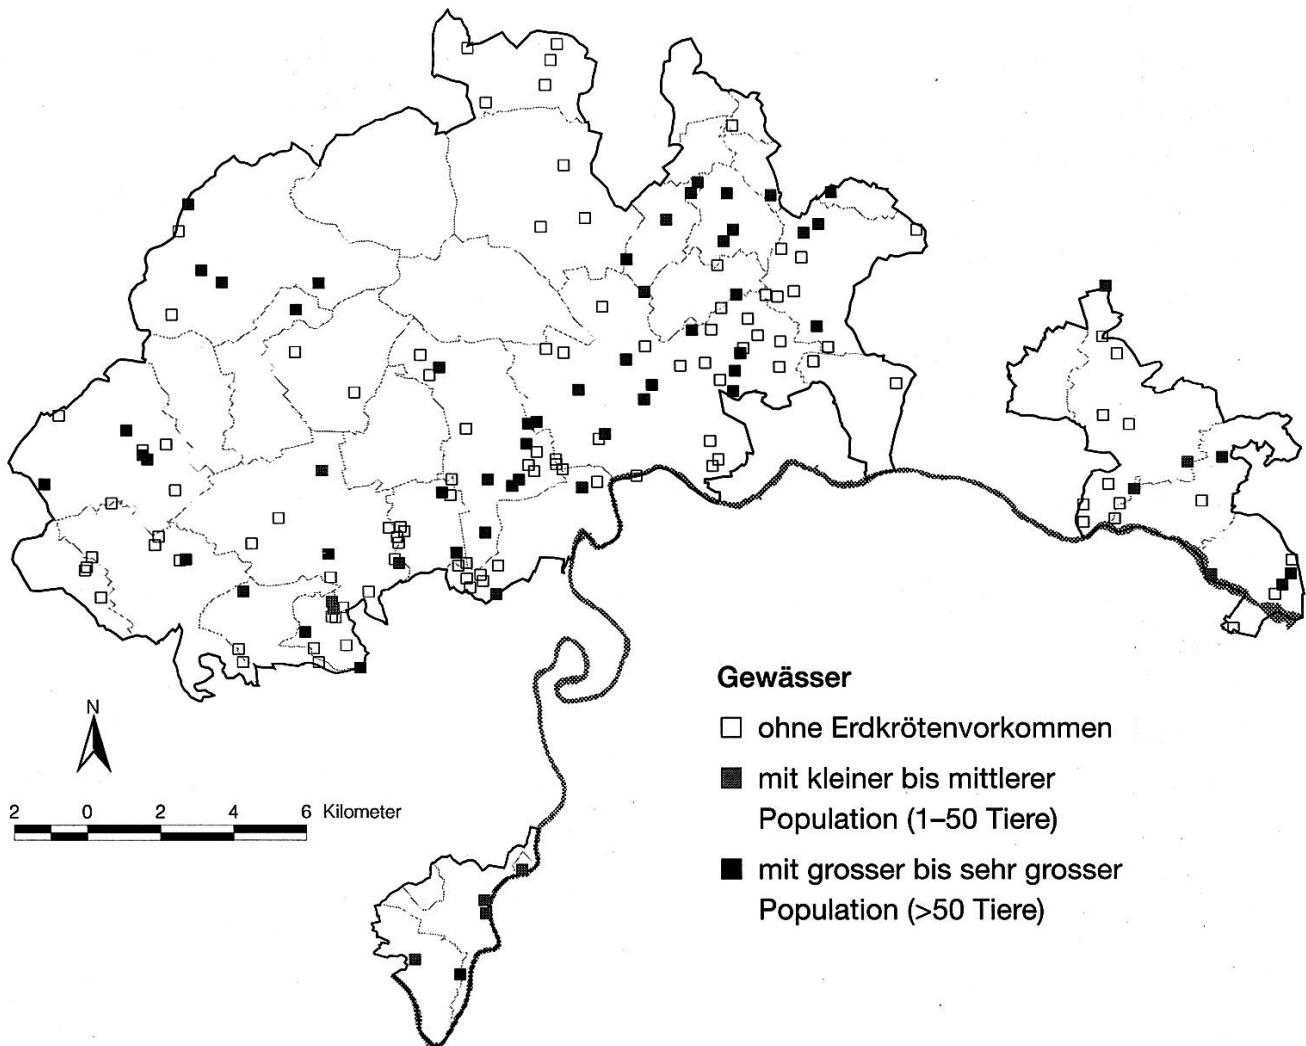 Gewässer
ohne Erdkrötenvorkommen
mit kleiner bis mittlerer
Population (1–50 Tiere)
mit grosser bis sehr grosser
Population (>50 Tiere)
N
2 0 2 4 6 Kilometer